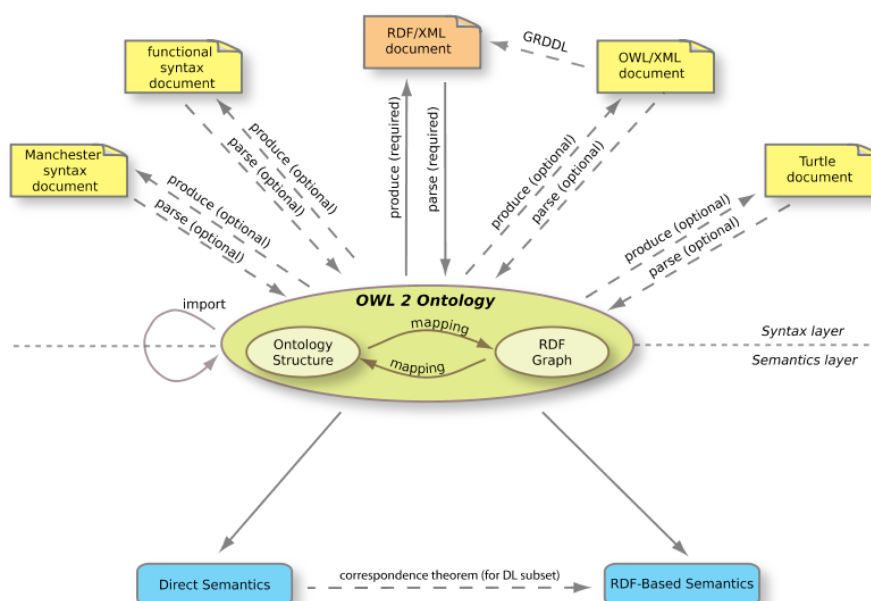 RDF/XML
document
GRDDL
functional
syntax
document
OWL/XML
document
Manchester
syntax
document
Turtle
document
produce (optional)
parse (optional)
produce (optional)
parse (optional)
produce (required)
parse (required)
produce (optional)
parse (optional)
produce (optional)
parse (optional)
import
OWL 2 Ontology
mapping
Ontology
Structure
RDF
Graph
mapping
Syntax layer
Semantics layer
Direct Semantics
correspondence theorem (for DL subset)
RDF-Based Semantics